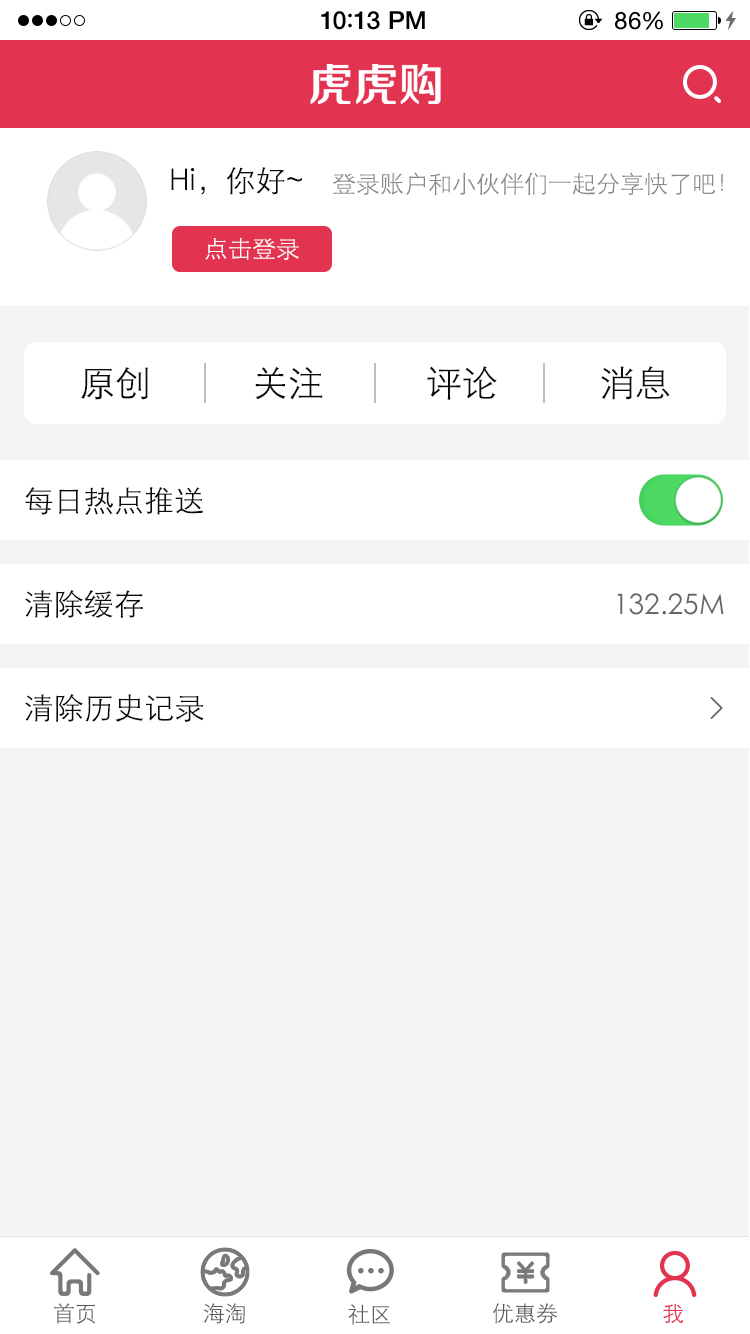 10:13 PM 86%
虎虎购
Hi，你好~ 登录账户和小伙伴们一起分享快了吧!
点击登录
原创 关注 评论 消息
每日热点推送
清除缓存 132.25M
清除历史记录
首页 海淘 社区 优惠券 我